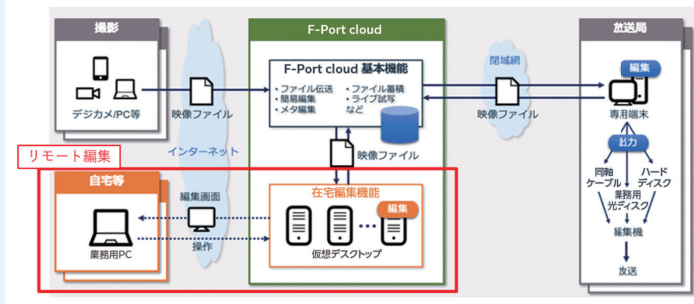 撮影
デジカメ/PC等
映像ファイル
インターネット
F-Port cloud
F-Port cloud 基本機能
・ファイル伝送
・簡易編集
・メタ編集
・ファイル蓄積
・ライブ試写
など
映像ファイル
閉域網
映像ファイル
放送局
編集
専用端末
出力
同軸
ケーブル
業務用
光ディスク
ハード
ディスク
編集機
放送
リモート編集
自宅等
業務用PC
編集画面
操作
在宅編集機能
編集
仮想デスクトップ